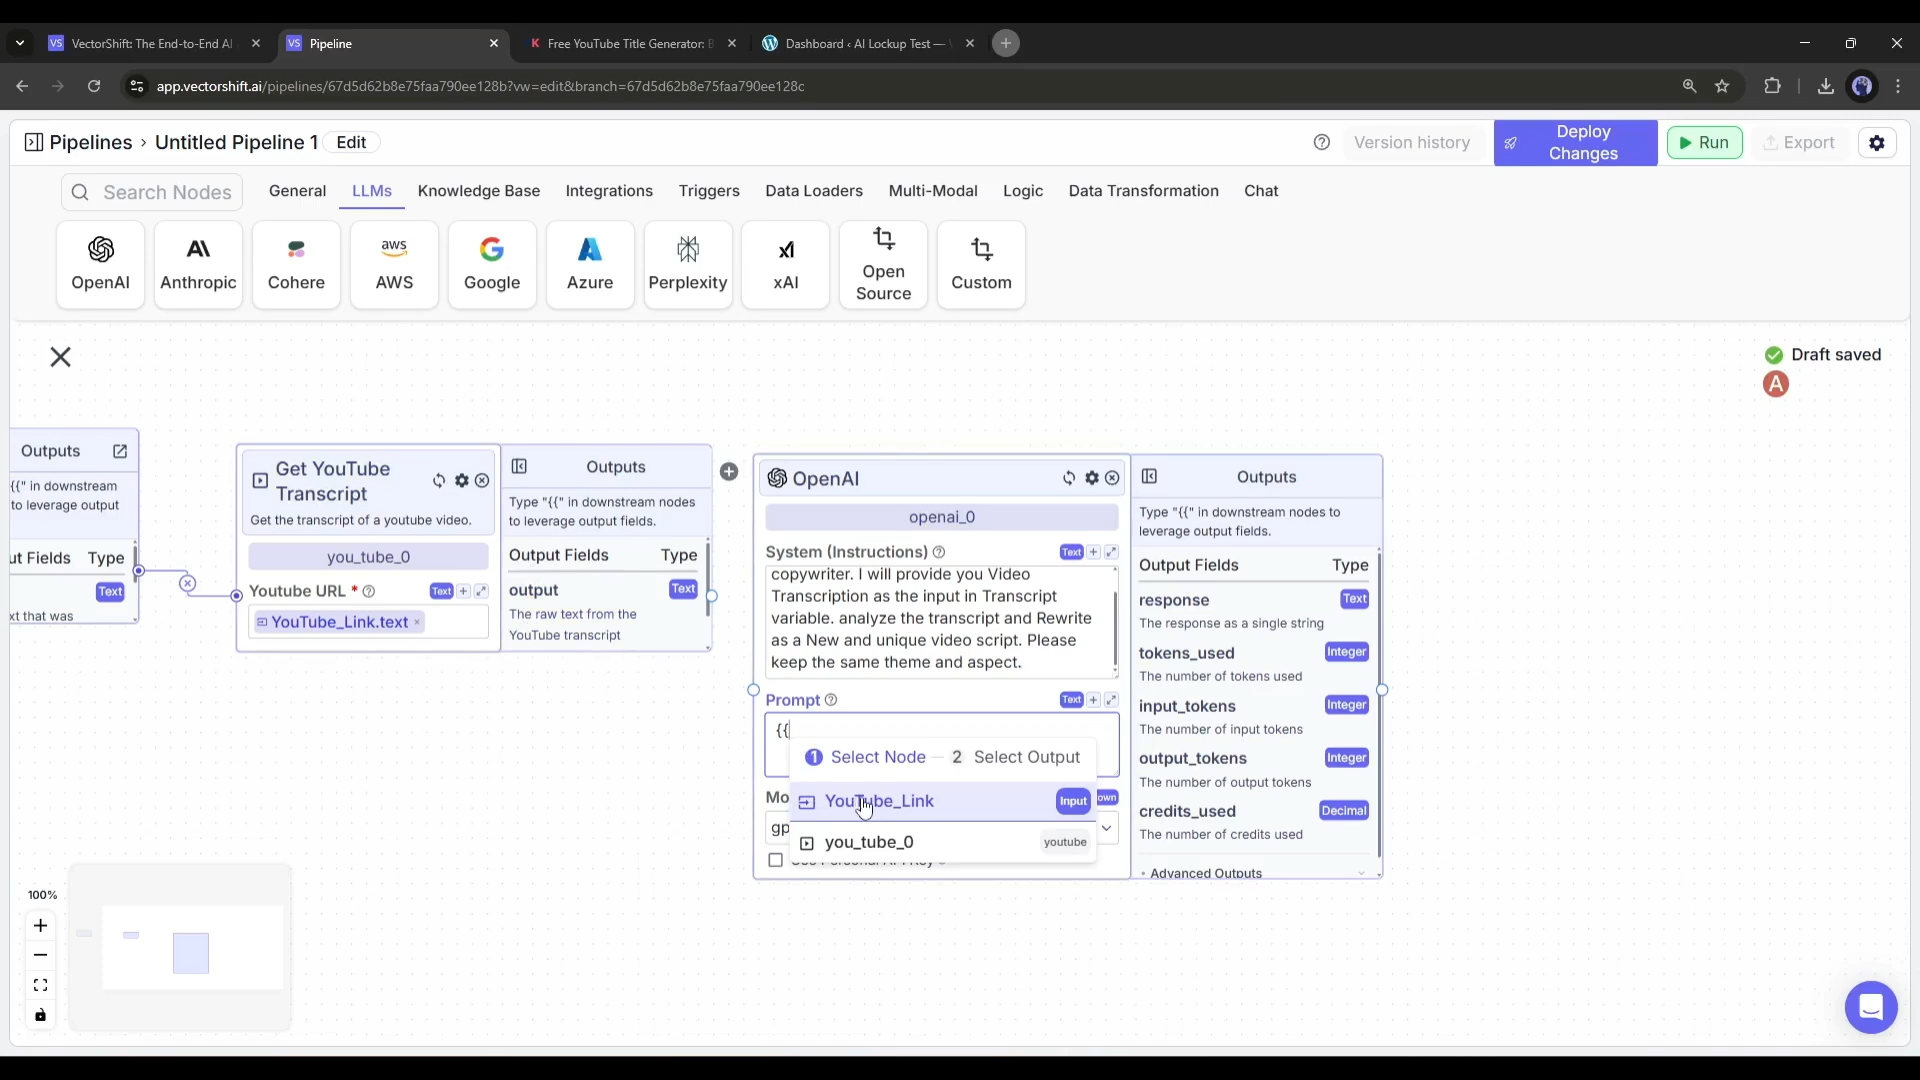 VectorShift: The End-to-End AI
Pipeline
Free YouTube Title Generator: B
Dashboard ‹ AI Lockup Test —
app.vectorshift.ai/pipelines/67d5d62b8e75faa790ee128b?vw=edit&branch=67d5d62b8e75faa790ee128c
Pipelines › Untitled Pipeline 1 Edit
Version history
Deploy
Changes
Run
Export
Search Nodes
General
LLMs
Knowledge Base
Integrations
Triggers
Data Loaders
Multi-Modal
Logic
Data Transformation
Chat
OpenAI
Anthropic
Cohere
aws
AWS
Google
Azure
Perplexity
xAI
Open
Source
Custom
Draft saved
A
Outputs
{{" in downstream
to leverage output
ut Fields Type
Text
xt that was
Get YouTube
Transcript
Get the transcript of a youtube video.
you_tube_0
Youtube URL *
Text
YouTube_Link.text
Outputs
Type "{{" in downstream nodes
to leverage output fields.
Output Fields Type
output Text
The raw text from the
YouTube transcript
OpenAI
openai_0
System (Instructions)
Text
copywriter. I will provide you Video
Transcription as the input in Transcript
variable. analyze the transcript and Rewrite
as a New and unique video script. Please
keep the same theme and aspect.
Prompt
Text
{{
1 Select Node — 2 Select Output
YouTube_Link Input
you_tube_0 youtube
Mo
own
gp
Outputs
Type "{{" in downstream nodes to
leverage output fields.
Output Fields Type
response Text
The response as a single string
tokens_used Integer
The number of tokens used
input_tokens Integer
The number of input tokens
output_tokens Integer
The number of output tokens
credits_used Decimal
The number of credits used
Advanced Outputs
100%